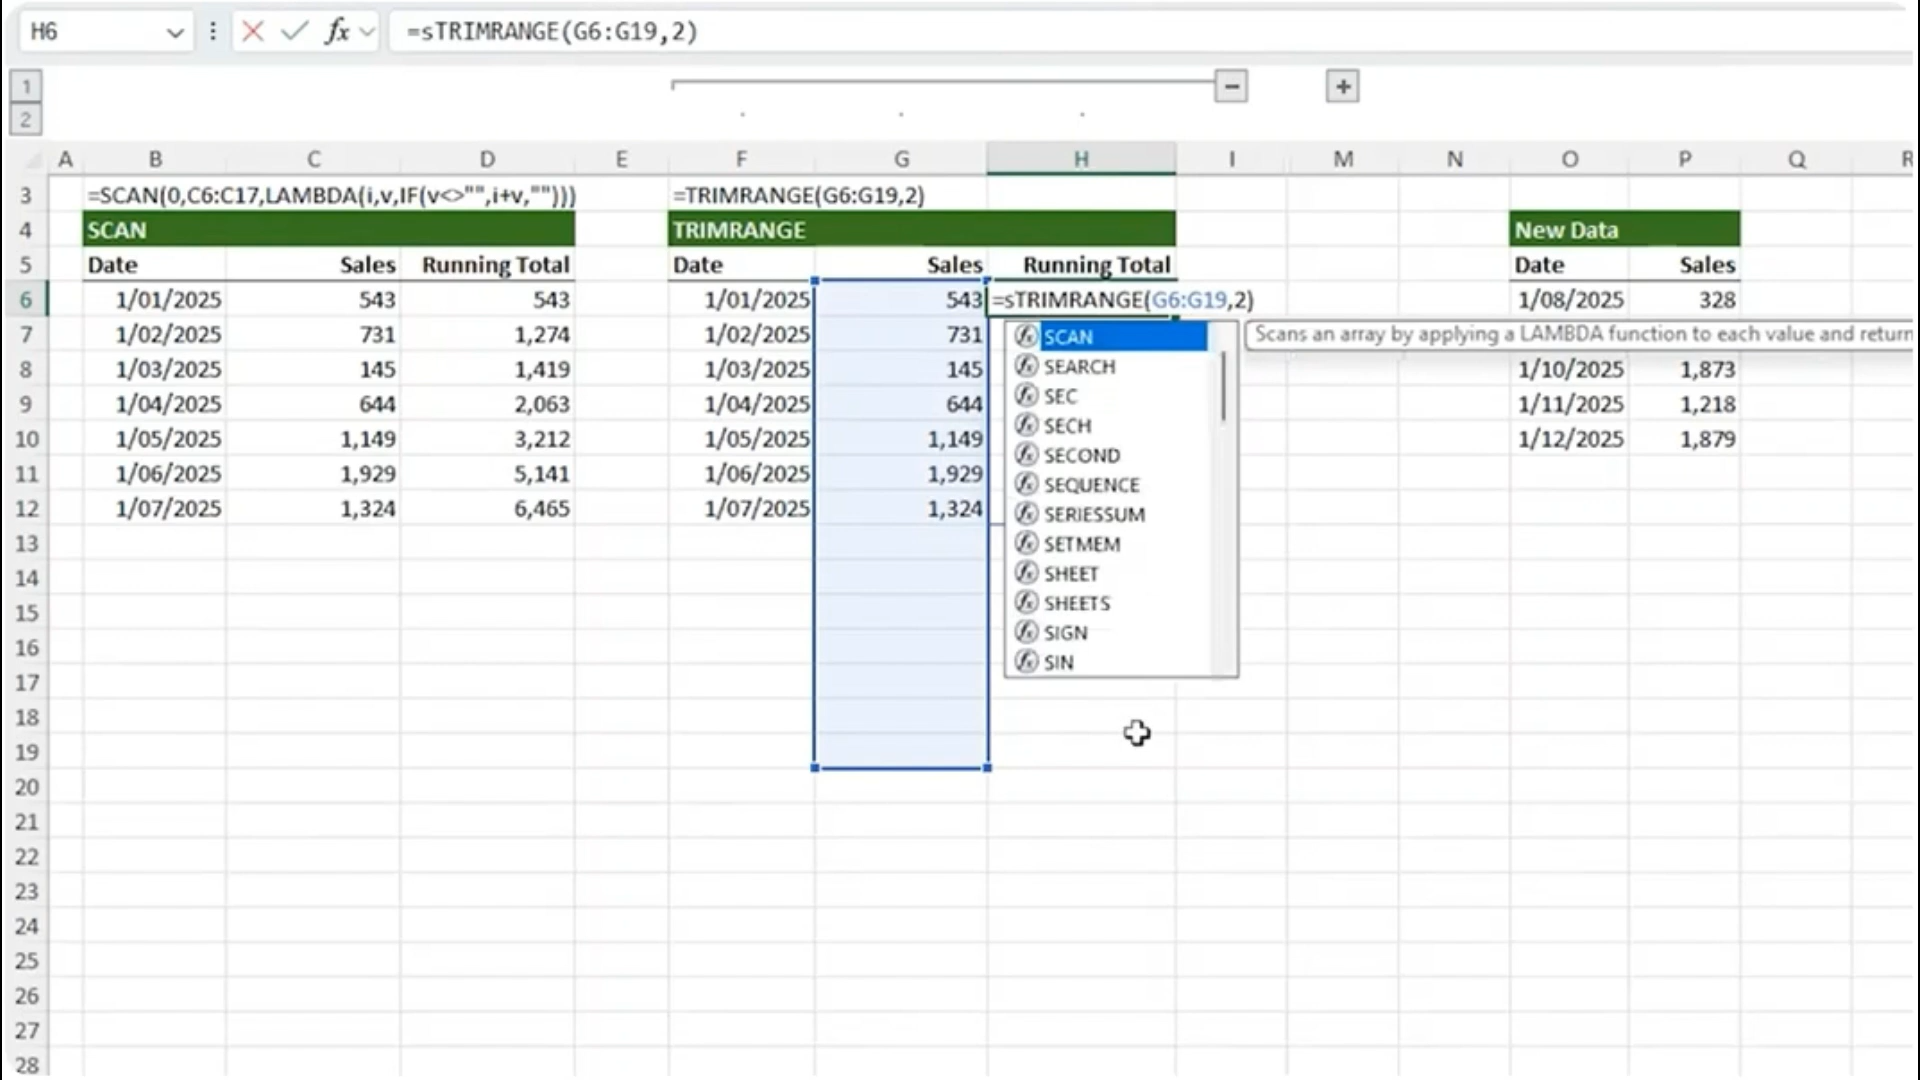 H6 fx =sTRIMRANGE(G6:G19,2)
1
2
A B C D E F G H I M N O P Q R
3 =SCAN(0,C6:C17,LAMBDA(i,v,IF(v<>"",i+v,""))) =TRIMRANGE(G6:G19,2)
4 SCAN TRIMRANGE New Data
5 Date Sales Running Total Date Sales Running Total Date Sales
6 1/01/2025 543 543 1/01/2025 543 =sTRIMRANGE(G6:G19,2) 1/08/2025 328
7 1/02/2025 731 1,274 1/02/2025 731 SCAN Scans an array by applying a LAMBDA function to each value and return
8 1/03/2025 145 1,419 1/03/2025 145 SEARCH 1/10/2025 1,873
9 1/04/2025 644 2,063 1/04/2025 644 SEC 1/11/2025 1,218
SECH
10 1/05/2025 1,149 3,212 1/05/2025 1,149 SECOND 1/12/2025 1,879
11 1/06/2025 1,929 5,141 1/06/2025 1,929 SEQUENCE
12 1/07/2025 1,324 6,465 1/07/2025 1,324 SERIESSUM
13 SETMEM
14 SHEET
15 SHEETS
16 SIGN
17 SIN
18
19
20
21
22
23
24
25
26
27
28